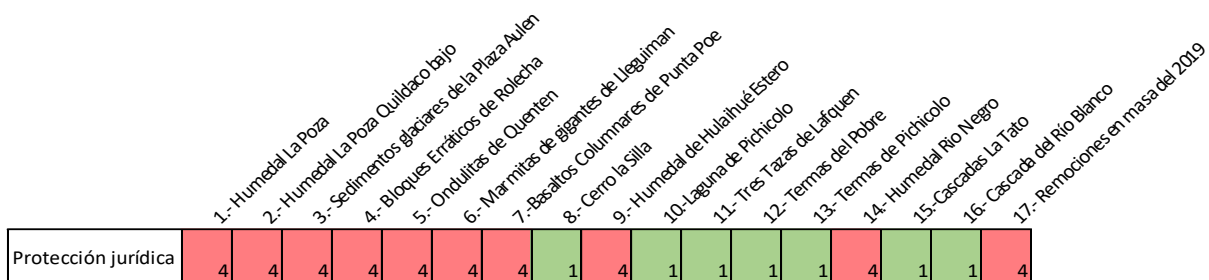 1.- Humedal La Poza
2.- Humedal La Poza Quildaco bajo
3.- Sedimentos glaciares de la Plaza Aulen
4.- Bloques Erráticos de Rolecha
5.- Ondulitas de Quenten
6.- Marmitas de gigantes de Lleguiman
7.-Basaltos Columnares de Punta Poe
8.- Cerro la Silla
9.- Humedal de Hulaihué Estero
10.-Laguna de Pichicolo
11.- Tres Tazas de Lafquen
12.- Termas del Pobre
13.- Termas de Pichicolo
14.- Humedal Rio Negro
15.-Cascadas La Tato
16.- Cascada del Río Blanco
17.- Remociones en masa del 2019
Protección jurídica 4 4 4 4 4 4 4 1 4 1 1 1 1 4 1 1 4